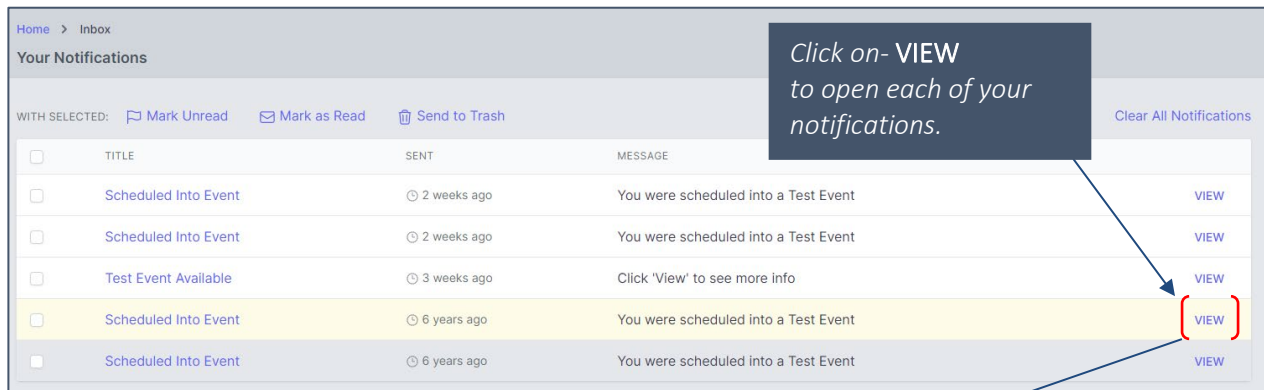 Home > Inbox
Your Notifications
Click on- VIEW
to open each of your
notifications.
WITH SELECTED: Mark Unread Mark as Read Send to Trash Clear All Notifications
TITLE SENT MESSAGE
Scheduled Into Event 2 weeks ago You were scheduled into a Test Event VIEW
Scheduled Into Event 2 weeks ago You were scheduled into a Test Event VIEW
Test Event Available 3 weeks ago Click 'View' to see more info VIEW
Scheduled Into Event 6 years ago You were scheduled into a Test Event VIEW
Scheduled Into Event 6 years ago You were scheduled into a Test Event VIEW